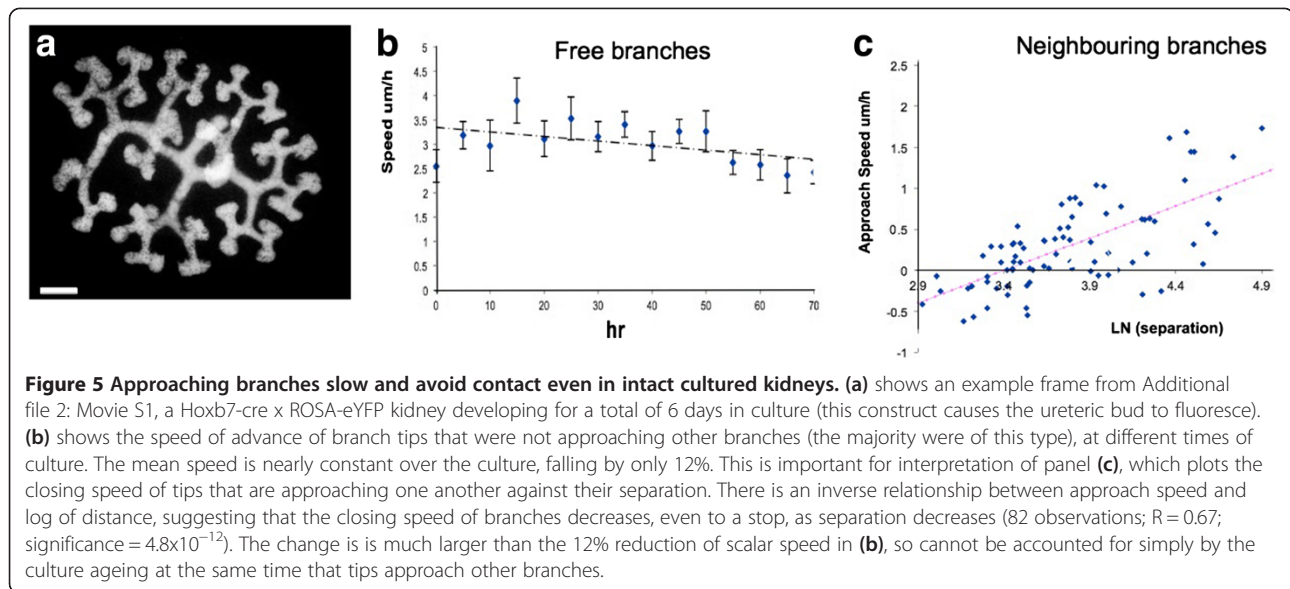 a
b
Free branches
Speed um/h
5
4.5
4
3.5
3
2.5
2
1.5
1
0.5
0
0
10
20
30
40
50
60
70
hr
c
Neighbouring branches
Approach Speed um/h
2.5
2
1.5
1
0.5
0
-0.5
-1
2.9
3.4
3.9
4.4
4.9
LN (separation)
Figure 5 Approaching branches slow and avoid contact even in intact cultured kidneys. (a) shows an example frame from Additional
file 2: Movie S1, a Hoxb7-cre x ROSA-eYFP kidney developing for a total of 6 days in culture (this construct causes the ureteric bud to fluoresce).
(b) shows the speed of advance of branch tips that were not approaching other branches (the majority were of this type), at different times of
culture. The mean speed is nearly constant over the culture, falling by only 12%. This is important for interpretation of panel (c), which plots the
closing speed of tips that are approaching one another against their separation. There is an inverse relationship between approach speed and
log of distance, suggesting that the closing speed of branches decreases, even to a stop, as separation decreases (82 observations; R = 0.67;
significance = 4.8x10⁻¹²). The change is is much larger than the 12% reduction of scalar speed in (b), so cannot be accounted for simply by the
culture ageing at the same time that tips approach other branches.